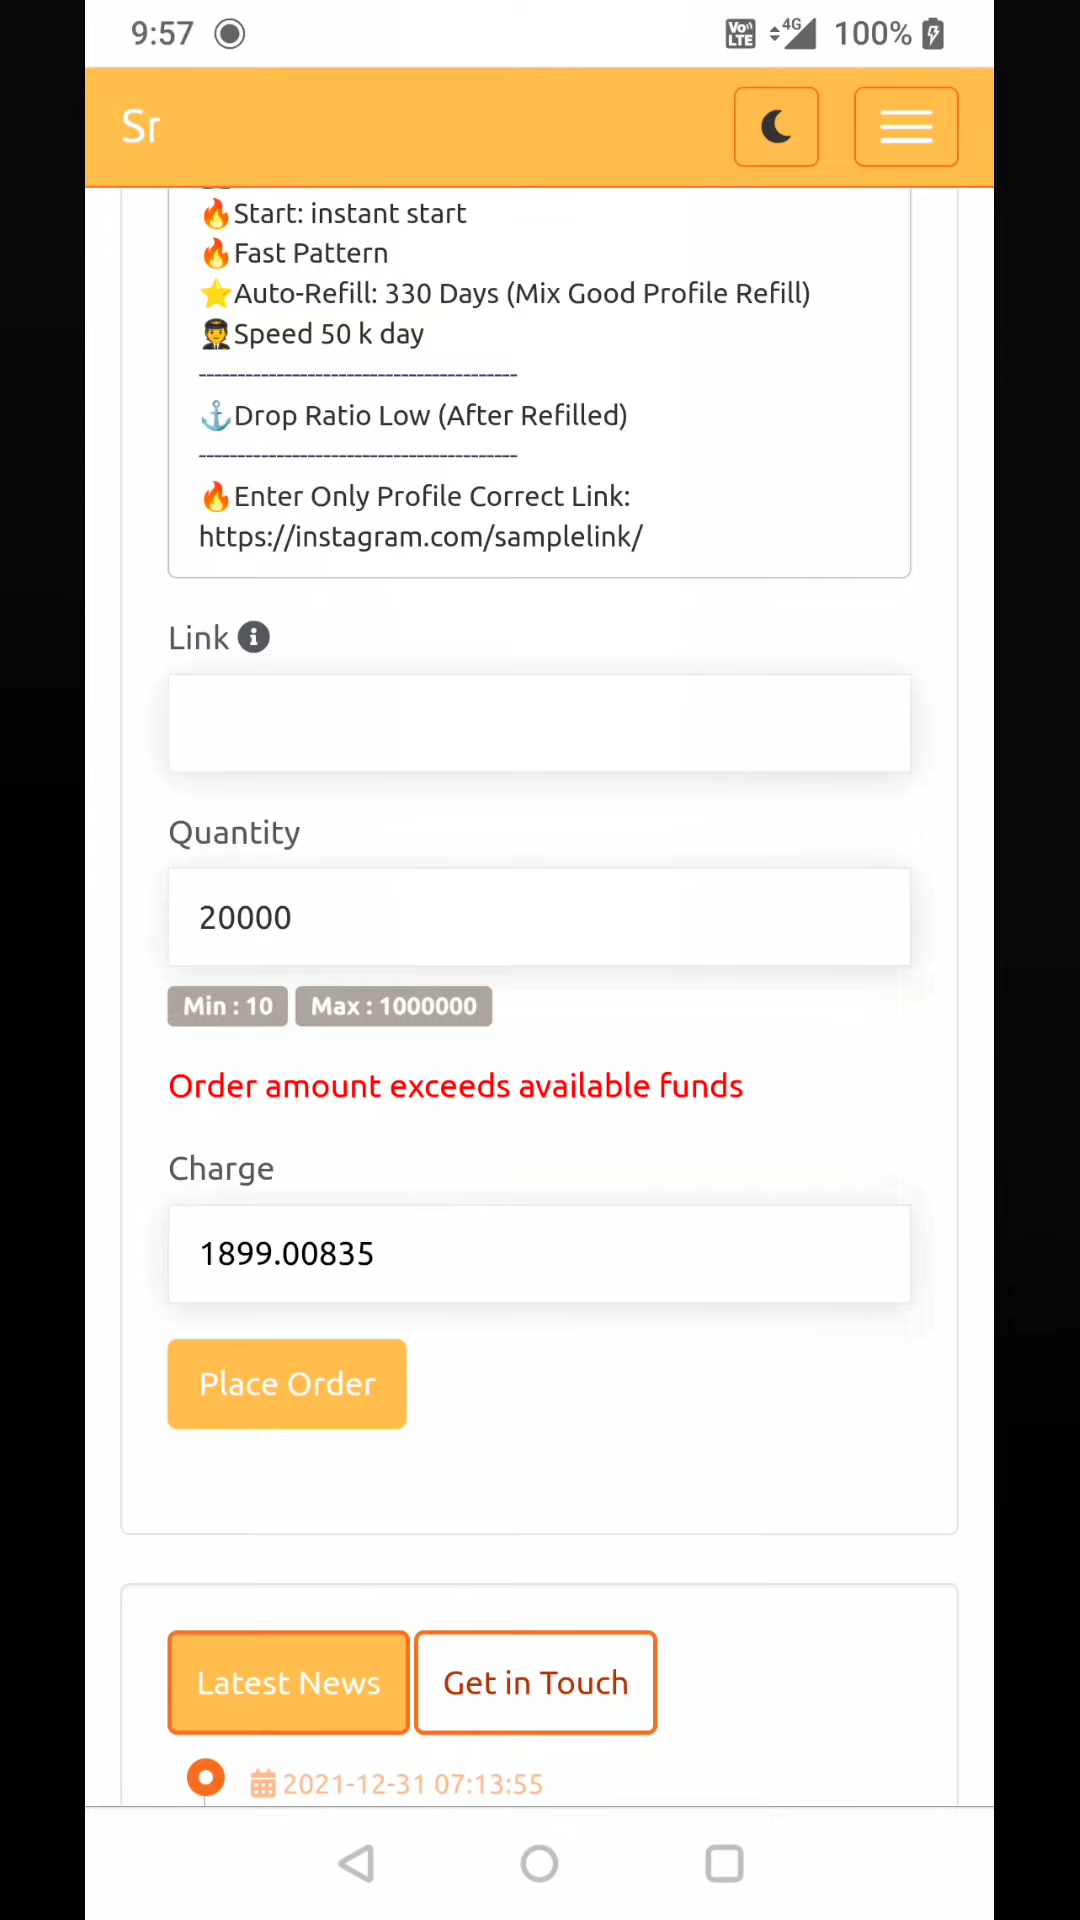 9:57 VoLTE 4G 100%
Sr
🔥Start: instant start
🔥Fast Pattern
⭐Auto-Refill: 330 Days (Mix Good Profile Refill)
🧑‍✈️Speed 50 k day
----------------------------------------
⚓Drop Ratio Low (After Refilled)
----------------------------------------
🔥Enter Only Profile Correct Link:
https://instagram.com/samplelink/
Link
Quantity
20000
Min : 10 Max : 1000000
Order amount exceeds available funds
Charge
1899.00835
Place Order
Latest News Get in Touch
2021-12-31 07:13:55